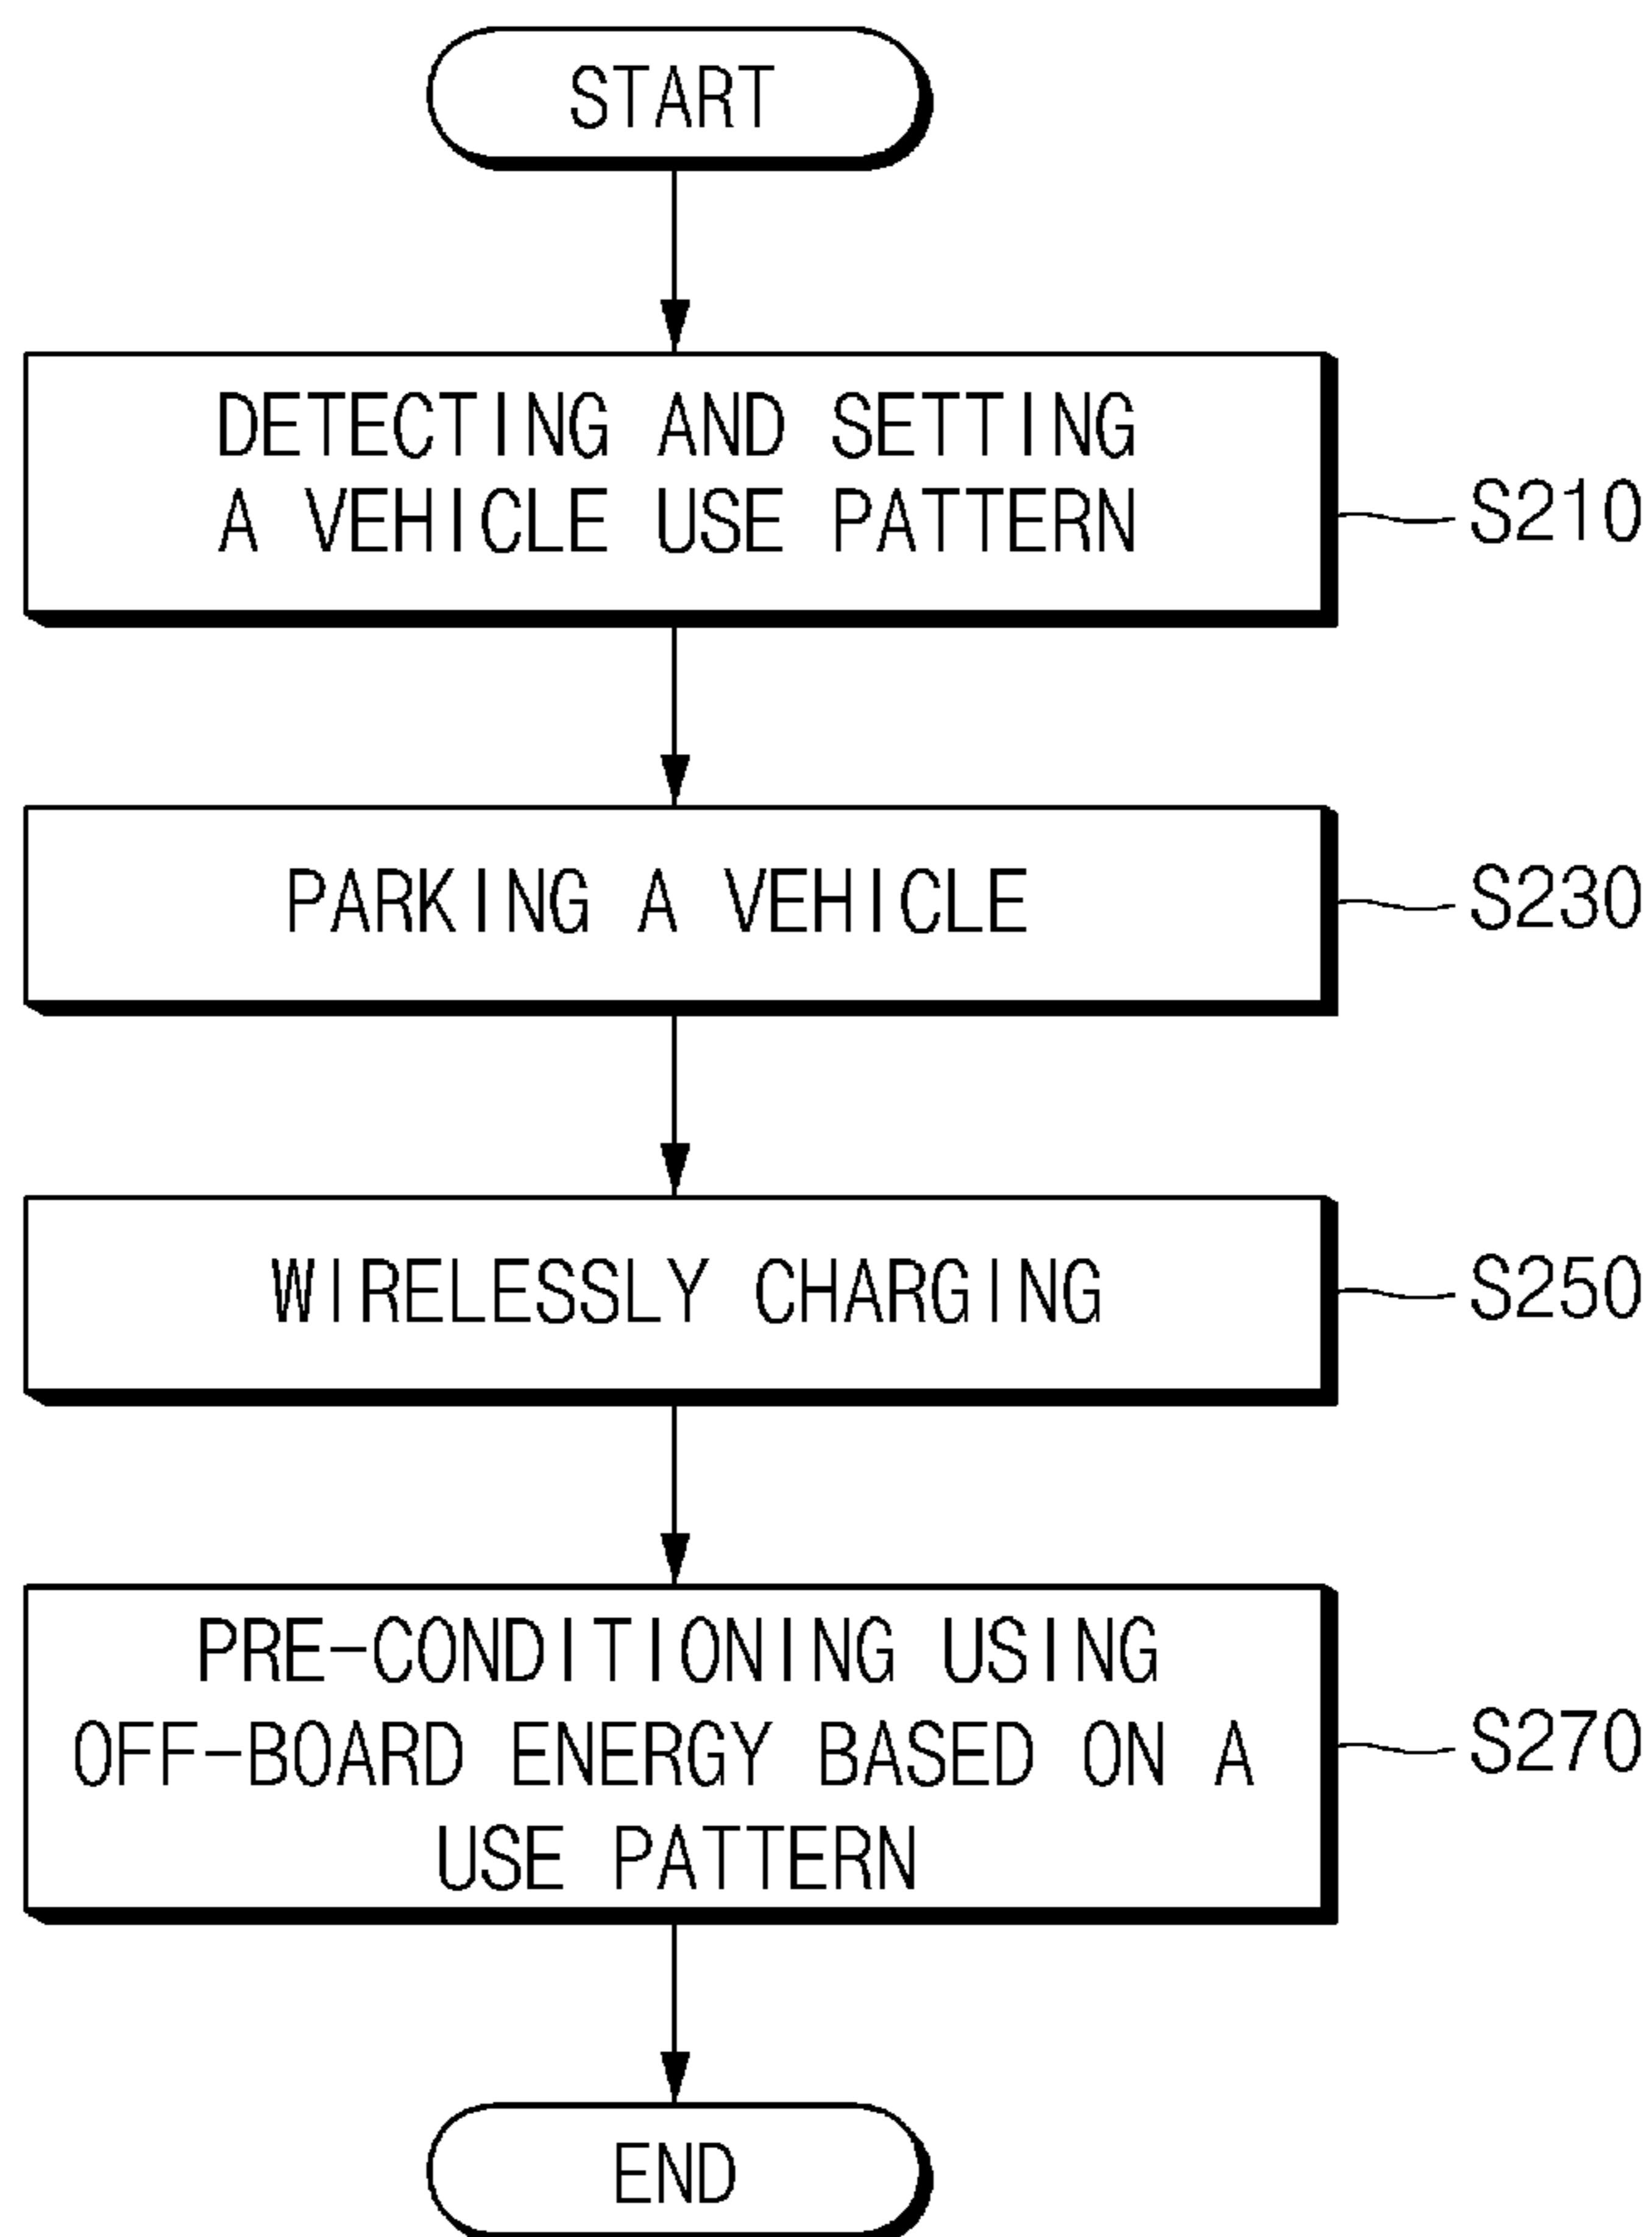 START
DETECTING AND SETTING
A VEHICLE USE PATTERN
S210
PARKING A VEHICLE
S230
WIRELESSLY CHARGING
S250
PRE-CONDITIONING USING
OFF-BOARD ENERGY BASED ON A
USE PATTERN
S270
END